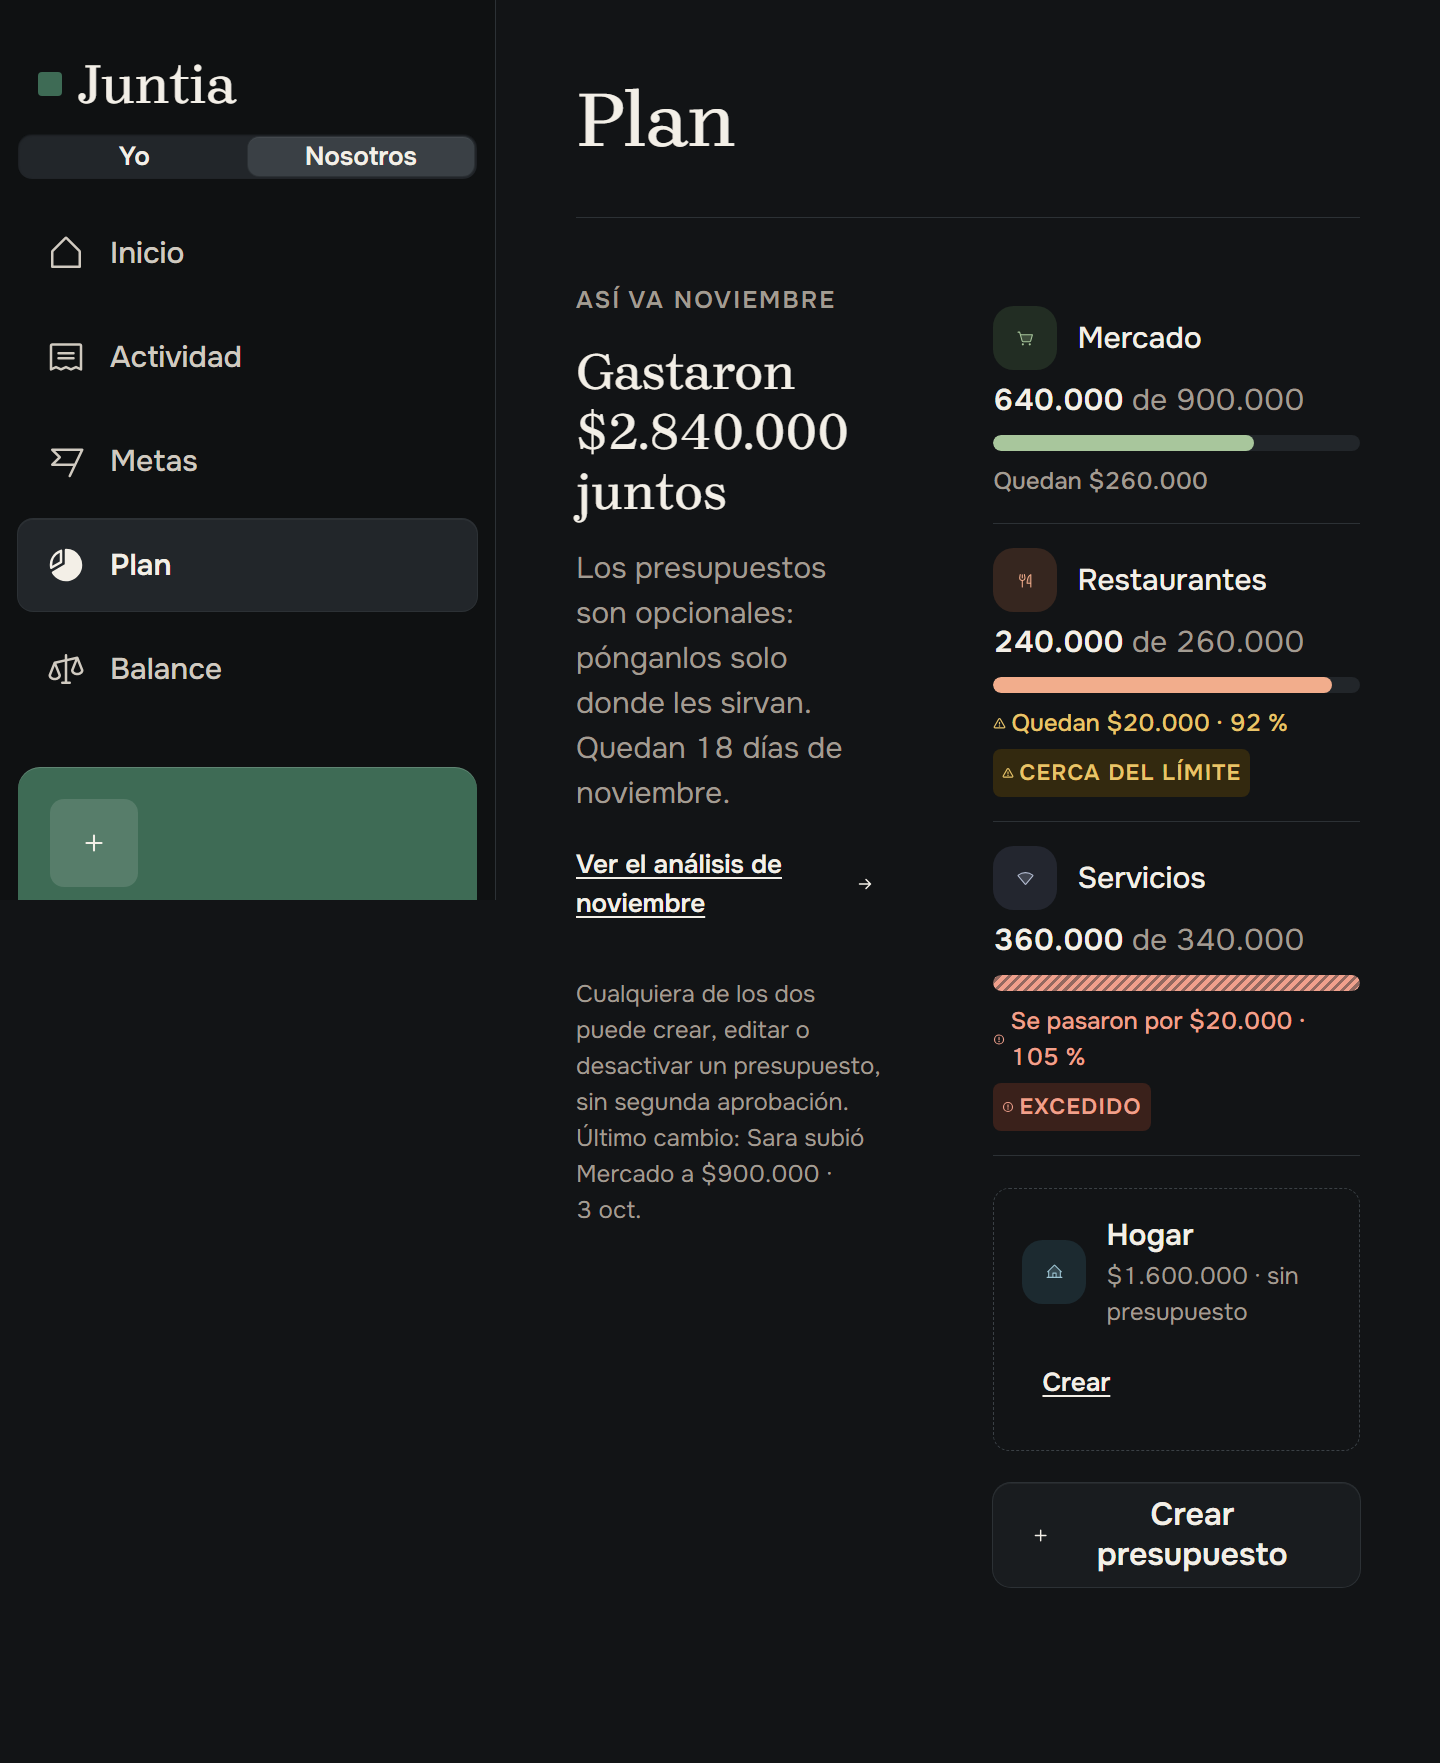 Juntia
Yo
Nosotros
Inicio
Actividad
Metas
Plan
Balance
Plan
ASÍ VA NOVIEMBRE
Gastaron
$2.840.000
juntos
Los presupuestos
son opcionales:
pónganlos solo
donde les sirvan.
Quedan 18 días de
noviembre.
Ver el análisis de
noviembre
Cualquiera de los dos
puede crear, editar o
desactivar un presupuesto,
sin segunda aprobación.
Último cambio: Sara subió
Mercado a $900.000 ·
3 oct.
Mercado
640.000 de 900.000
Quedan $260.000
Restaurantes
240.000 de 260.000
Quedan $20.000 · 92 %
CERCA DEL LÍMITE
Servicios
360.000 de 340.000
Se pasaron por $20.000 ·
105 %
EXCEDIDO
Hogar
$1.600.000 · sin
presupuesto
Crear
Crear
presupuesto